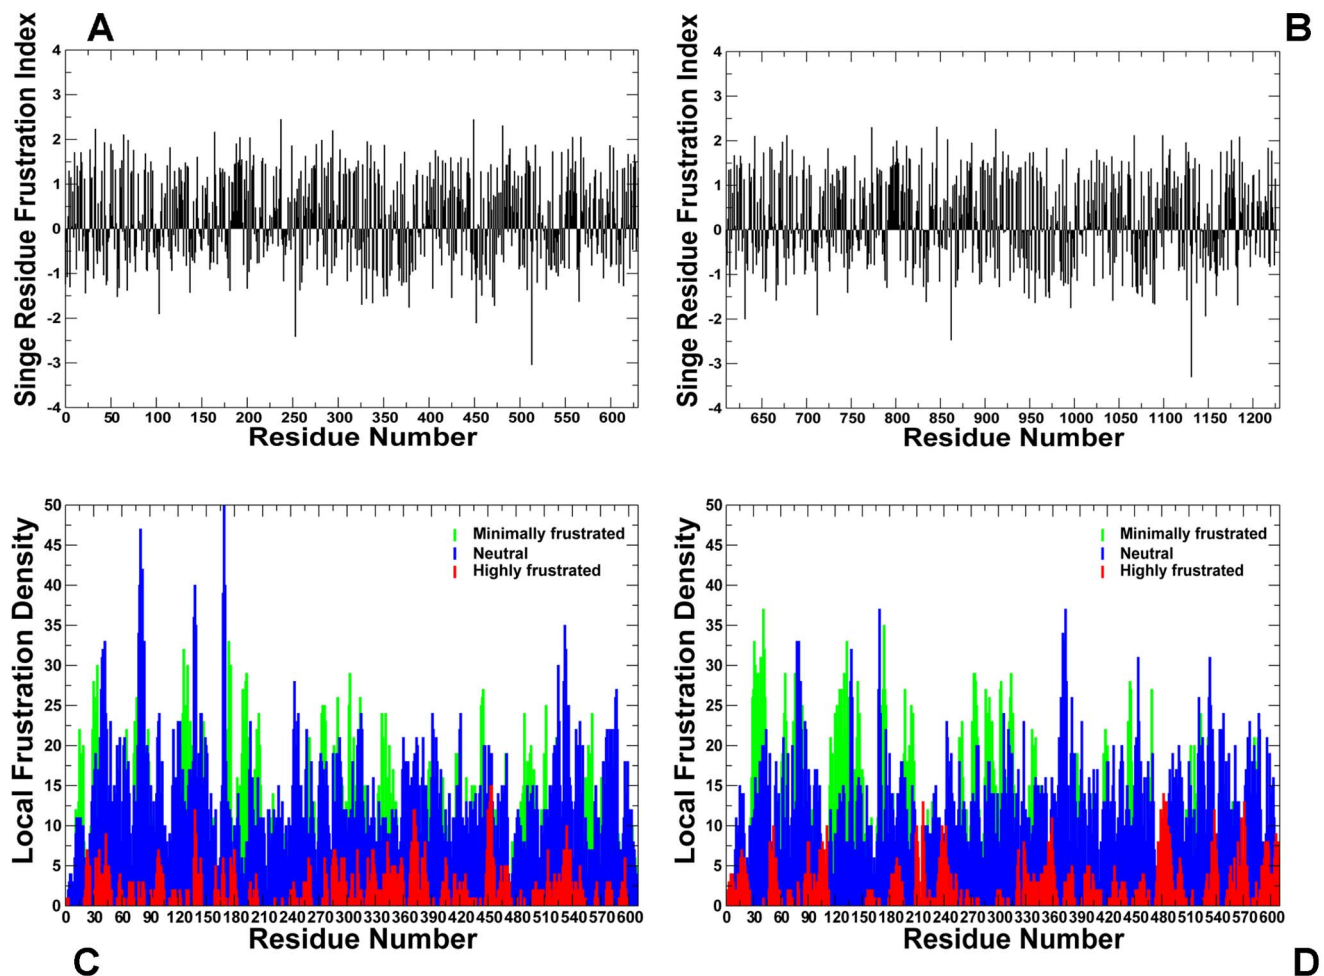 A
B
Singe Residue Frustration Index
4
3
2
1
0
-1
-2
-3
-4
0 50 100 150 200 250 300 350 400 450 500 550 600
Residue Number
Singe Residue Frustration Index
4
3
2
1
0
-1
-2
-3
-4
650 700 750 800 850 900 950 1000 1050 1100 1150 1200
Residue Number
Local Frustration Density
50
45
40
35
30
25
20
15
10
5
0
Minimally frustrated
Neutral
Highly frustrated
0 30 60 90 120 150 180 210 240 270 300 330 360 390 420 450 480 510 540 570 600
Residue Number
Local Frustration Density
50
45
40
35
30
25
20
15
10
5
0
Minimally frustrated
Neutral
Highly frustrated
0 30 60 90 120 150 180 210 240 270 300 330 360 390 420 450 480 510 540 570 600
Residue Number
C
D